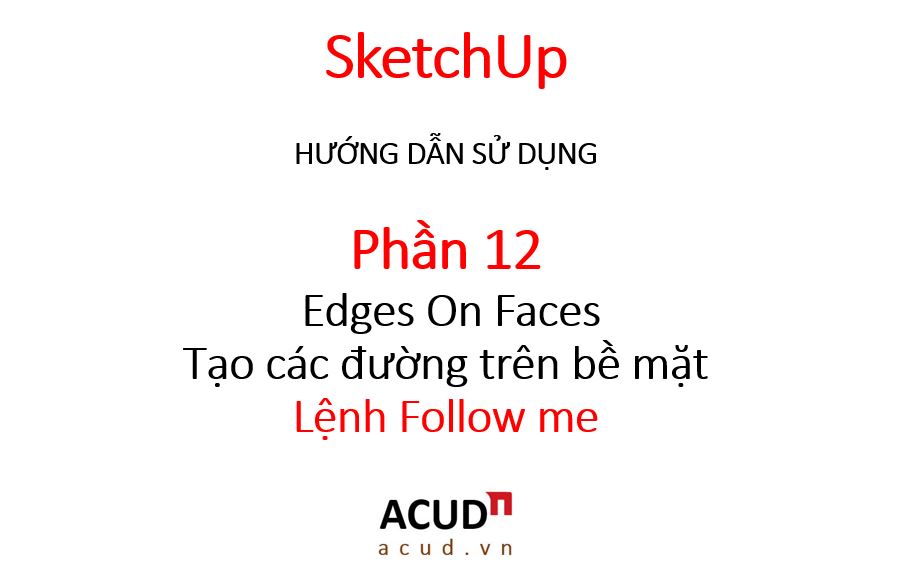 SketchUp
HƯỚNG DẪN SỬ DỤNG
Phần 12
Edges On Faces
Tạo các đường trên bề mặt
Lệnh Follow me
ACUD
acud.vn